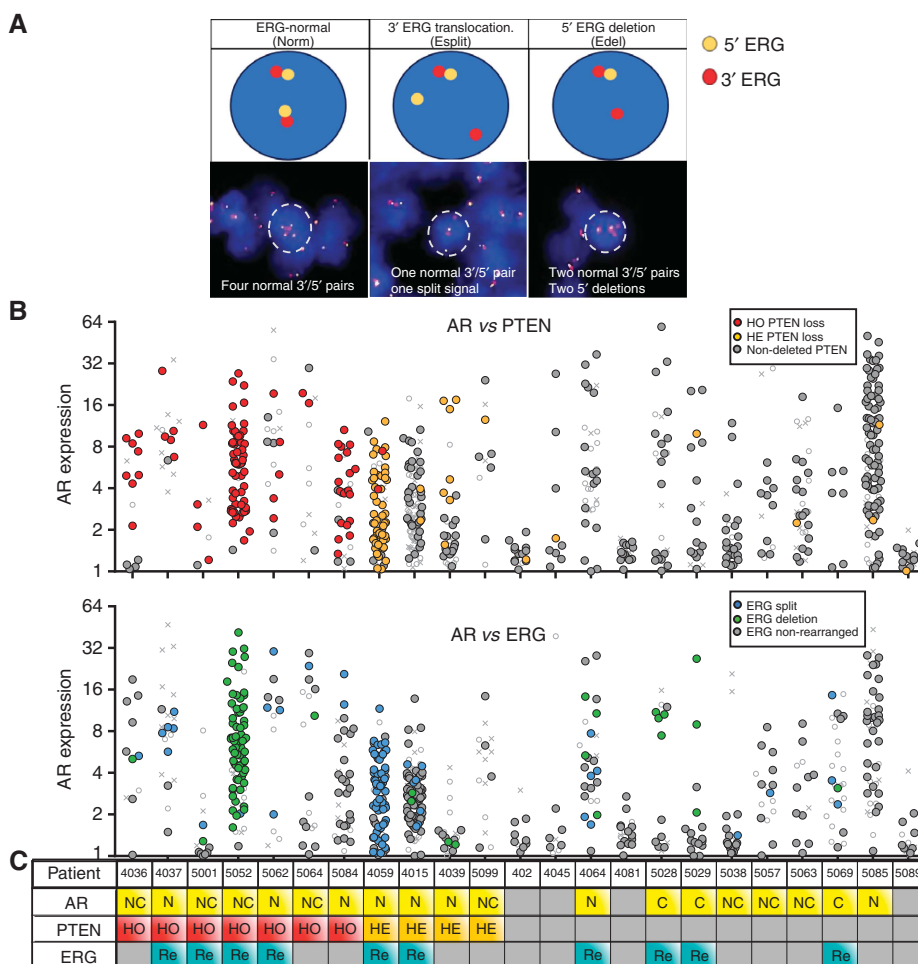 A
ERG-normal
(Norm)
3′ ERG translocation.
(Esplit)
5′ ERG deletion
(Edel)
5′ ERG
3′ ERG
Four normal 3′/5′ pairs
One normal 3′/5′ pair
one split signal
Two normal 3′/5′ pairs
Two 5′ deletions
B
AR vs PTEN
HO PTEN loss
HE PTEN loss
Non-deleted PTEN
AR expression
64
32
16
8
4
2
1
AR vs ERG
ERG split
ERG deletion
ERG non-rearranged
AR expression
64
32
16
8
4
2
1
C
Patient 4036 4037 5001 5052 5062 5064 5084 4059 4015 4039 5099 402 4045 4064 4081 5028 5029 5038 5057 5063 5069 5085 5089
AR NC N NC N N NC NC N N N NC N C C NC NC NC C N
PTEN HO HO HO HO HO HO HO HE HE HE HE
ERG Re Re Re Re Re Re Re Re Re Re